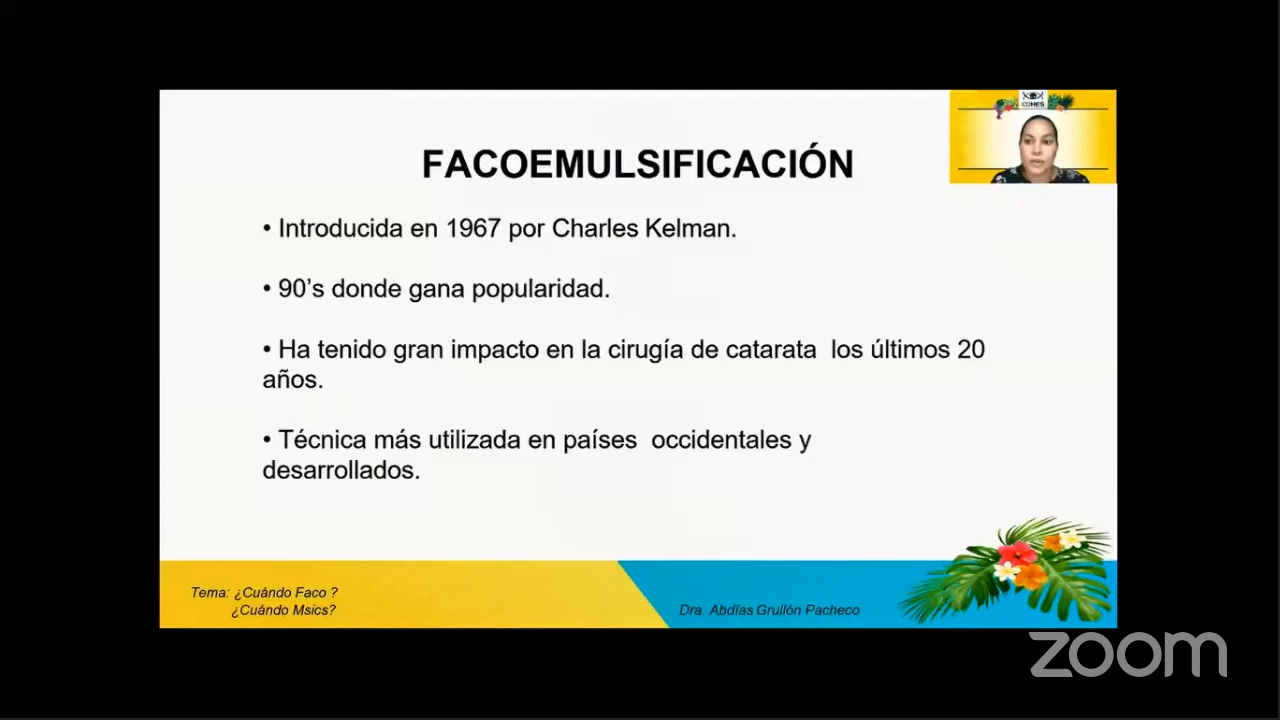 COHES
FACOEMULSIFICACIÓN
• Introducida en 1967 por Charles Kelman.
• 90’s donde gana popularidad.
• Ha tenido gran impacto en la cirugía de catarata  los últimos 20
años.
• Técnica más utilizada en países  occidentales y
desarrollados.
Tema: ¿Cuándo Faco ?
¿Cuándo Msics?
Dra. Abdías Grullón Pacheco
zoom